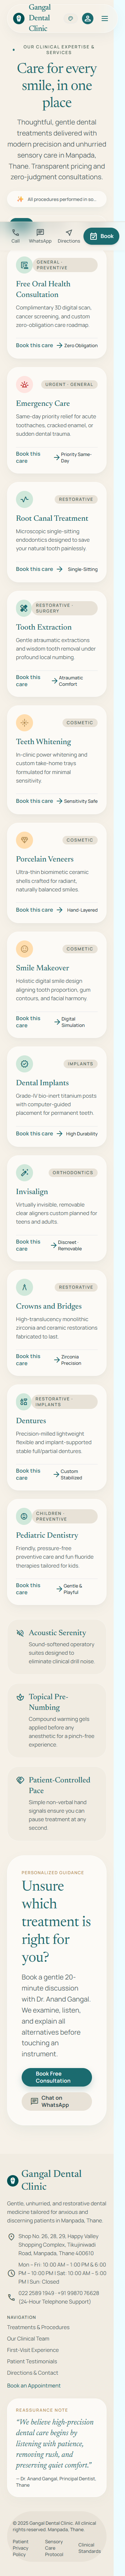 Gangal
Dental
Clinic
OUR CLINICAL EXPERTISE &
SERVICES
Care for every
smile, in one
place
Thoughtful, gentle dental
treatments delivered with
modern precision and unhurried
sensory care in Manpada,
Thane. Transparent pricing and
zero-judgment consultations.
All procedures performed in so...
Call
WhatsApp
Directions
Book
GENERAL ·
PREVENTIVE
Free Oral Health
Consultation
Complimentary 3D digital scan,
cancer screening, and custom
zero-obligation care roadmap.
Book this care
Zero Obligation
URGENT · GENERAL
Emergency Care
Same-day priority relief for acute
toothaches, cracked enamel, or
sudden dental trauma.
Book this
care
Priority Same-
Day
RESTORATIVE
Root Canal Treatment
Microscopic single-sitting
endodontics designed to save
your natural tooth painlessly.
Book this care
Single-Sitting
RESTORATIVE ·
SURGERY
Tooth Extraction
Gentle atraumatic extractions
and wisdom tooth removal under
profound local numbing.
Book this
care
Atraumatic
Comfort
COSMETIC
Teeth Whitening
In-clinic power whitening and
custom take-home trays
formulated for minimal
sensitivity.
Book this care
Sensitivity Safe
COSMETIC
Porcelain Veneers
Ultra-thin biomimetic ceramic
shells crafted for radiant,
naturally balanced smiles.
Book this care
Hand-Layered
COSMETIC
Smile Makeover
Holistic digital smile design
aligning tooth proportion, gum
contours, and facial harmony.
Book this
care
Digital
Simulation
IMPLANTS
Dental Implants
Grade-IV bio-inert titanium posts
with computer-guided
placement for permanent teeth.
Book this care
High Durability
ORTHODONTICS
Invisalign
Virtually invisible, removable
clear aligners custom planned for
teens and adults.
Book this
care
Discreet
Removable
RESTORATIVE
Crowns and Bridges
High-translucency monolithic
zirconia and ceramic restorations
fabricated to last.
Book this
care
Zirconia
Precision
RESTORATIVE ·
IMPLANTS
Dentures
Precision-milled lightweight
flexible and implant-supported
stable full/partial dentures.
Book this
care
Custom
Stabilized
CHILDREN ·
PREVENTIVE
Pediatric Dentistry
Friendly, pressure-free
preventive care and fun fluoride
therapies tailored for kids.
Book this
care
Gentle &
Playful
Acoustic Serenity
Sound-softened operatory
suites designed to
eliminate clinical drill noise.
Topical Pre-
Numbing
Compound warming gels
applied before any
anesthetic for a pinch-free
experience.
Patient-Controlled
Pace
Simple non-verbal hand
signals ensure you can
pause treatment at any
second.
PERSONALIZED GUIDANCE
Unsure
which
treatment is
right for
you?
Book a gentle 20-
minute discussion
with Dr. Anand Gangal.
We examine, listen,
and explain all
alternatives before
touching an
instrument.
Book Free
Consultation
Chat on
WhatsApp
Gangal Dental
Clinic
Gentle, unhurried, and restorative dental
medicine tailored for anxious and
discerning patients in Manpada, Thane.
Shop No. 26, 28, 29, Happy Valley
Shopping Complex, Tikujiniwadi
Road, Manpada, Thane 400610
Mon – Fri: 10:00 AM – 1:00 PM & 6:00
PM – 10:00 PM | Sat: 10:00 AM – 5:00
PM | Sun: Closed
022 2589 1949 · +91 99870 76628
(24-Hour Telephone Support)
NAVIGATION
Treatments & Procedures
Our Clinical Team
First-Visit Experience
Patient Testimonials
Directions & Contact
Book an Appointment
REASSURANCE NOTE
“We believe high-precision
dental care begins by
listening with patience,
removing rush, and
preserving quiet comfort.”
— Dr. Anand Gangal, Principal Dentist,
Thane
© 2025 Gangal Dental Clinic. All clinical
rights reserved. Manpada, Thane.
Patient
Privacy
Policy
Sensory
Care
Protocol
Clinical
Standards